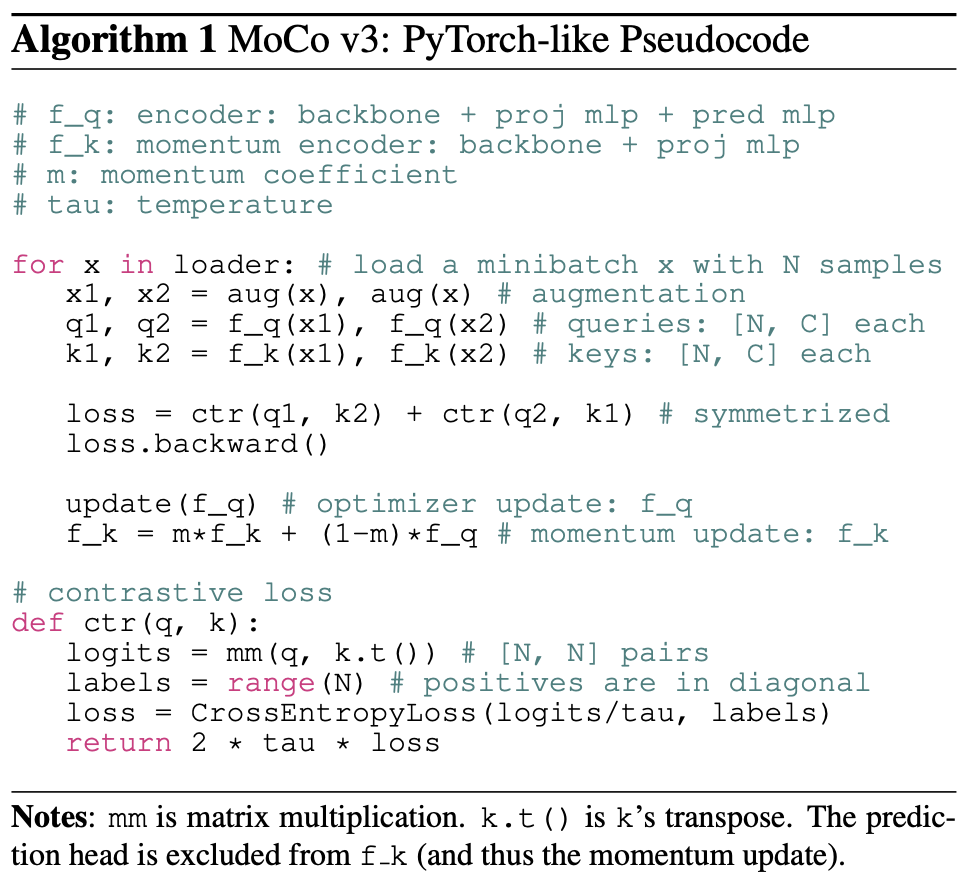 Algorithm 1 MoCo v3: PyTorch-like Pseudocode
# f_q: encoder: backbone + proj mlp + pred mlp
# f_k: momentum encoder: backbone + proj mlp
# m: momentum coefficient
# tau: temperature
for x in loader: # load a minibatch x with N samples
x1, x2 = aug(x), aug(x) # augmentation
q1, q2 = f_q(x1), f_q(x2) # queries: [N, C] each
k1, k2 = f_k(x1), f_k(x2) # keys: [N, C] each
loss = ctr(q1, k2) + ctr(q2, k1) # symmetrized
loss.backward()
update(f_q) # optimizer update: f_q
f_k = m*f_k + (1-m)*f_q # momentum update: f_k
# contrastive loss
def ctr(q, k):
logits = mm(q, k.t()) # [N, N] pairs
labels = range(N) # positives are in diagonal
loss = CrossEntropyLoss(logits/tau, labels)
return 2 * tau * loss
Notes: mm is matrix multiplication. k.t() is k's transpose. The predic-
tion head is excluded from f_k (and thus the momentum update).